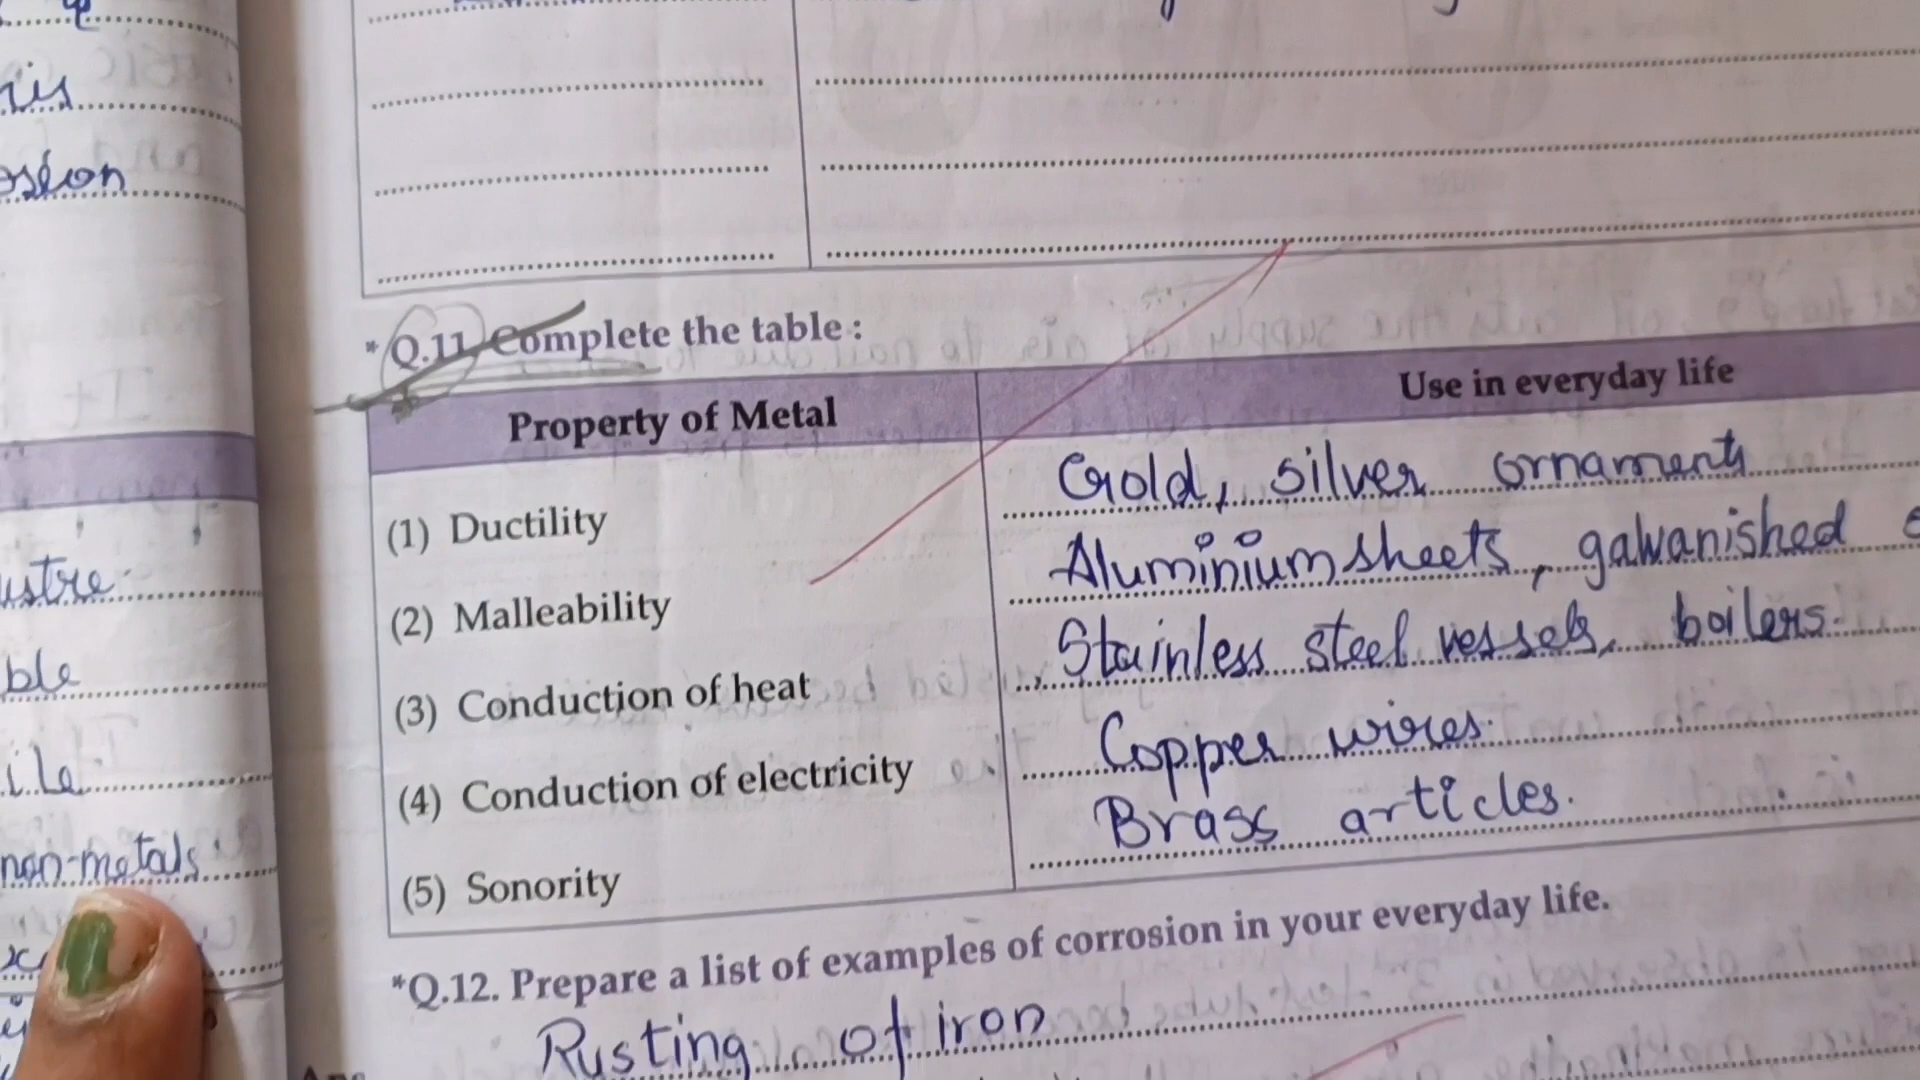 is
osion
* Q.11. Complete the table :
Property of Metal Use in everyday life
(1) Ductility Gold, silver ornaments
(2) Malleability Aluminium sheets, galvanished
(3) Conduction of heat Stainless steel vessels, boilers.
(4) Conduction of electricity Copper wires.
(5) Sonority Brass articles.
ustre.
ble
ile.
non-metals
*Q.12. Prepare a list of examples of corrosion in your everyday life.
Rusting of iron